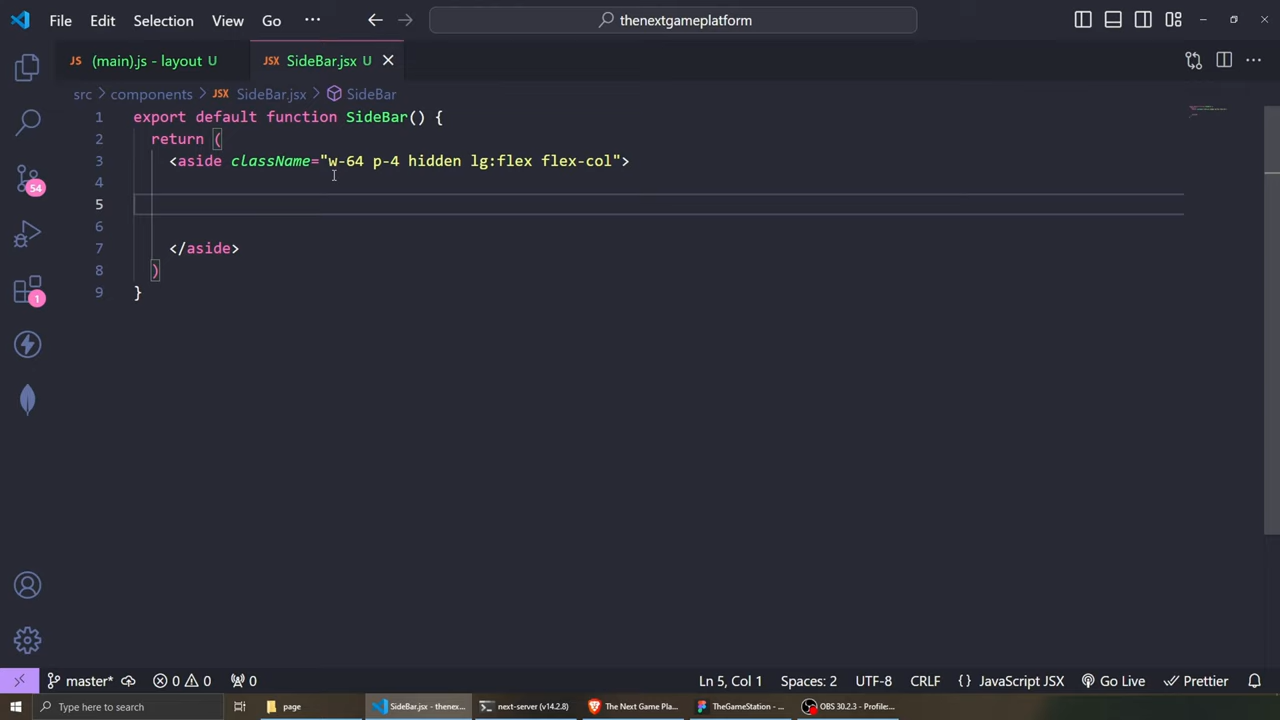 File Edit Selection View Go ··· thenextgameplatform
JS (main).js - layout U JSX SideBar.jsx U
src > components > JSX SideBar.jsx > SideBar
1 export default function SideBar() {
2 return (
3 <aside className="w-64 p-4 hidden lg:flex flex-col">
4
5
6
7 </aside>
8 )
9 }
54
1
master* 0 0 0 Ln 5, Col 1 Spaces: 2 UTF-8 CRLF {} JavaScript JSX Go Live Prettier
Type here to search page SideBar.jsx - thenex... next-server (v14.2.8) The Next Game Pla... TheGameStation - ... OBS 30.2.3 - Profile:...